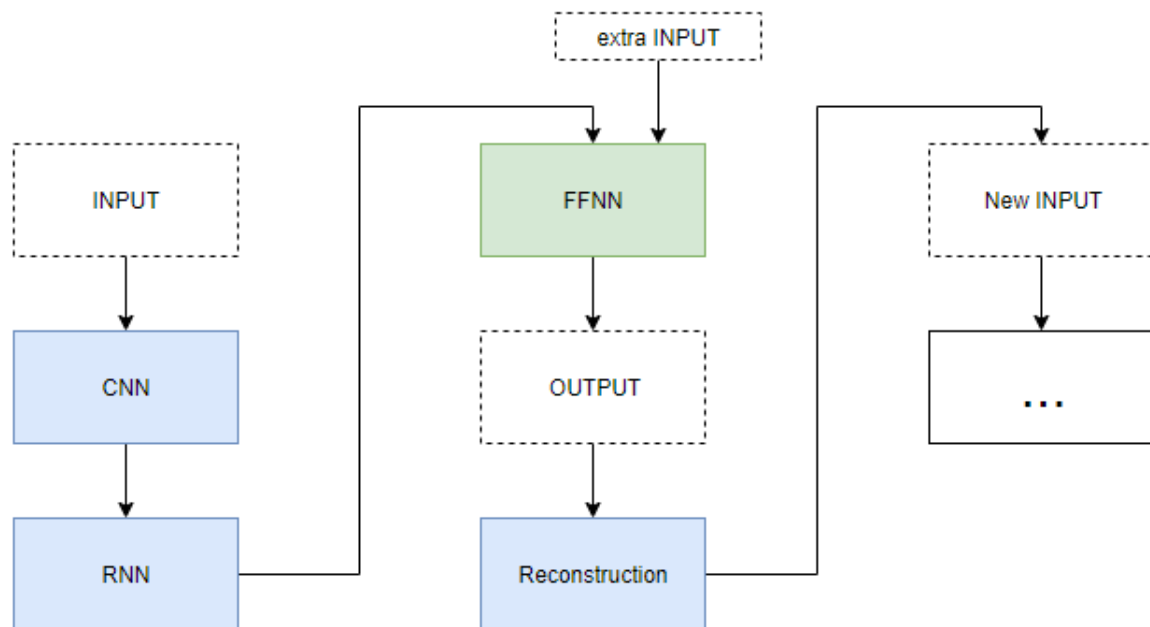 extra INPUT
INPUT
FFNN
New INPUT
CNN
OUTPUT
...
RNN
Reconstruction